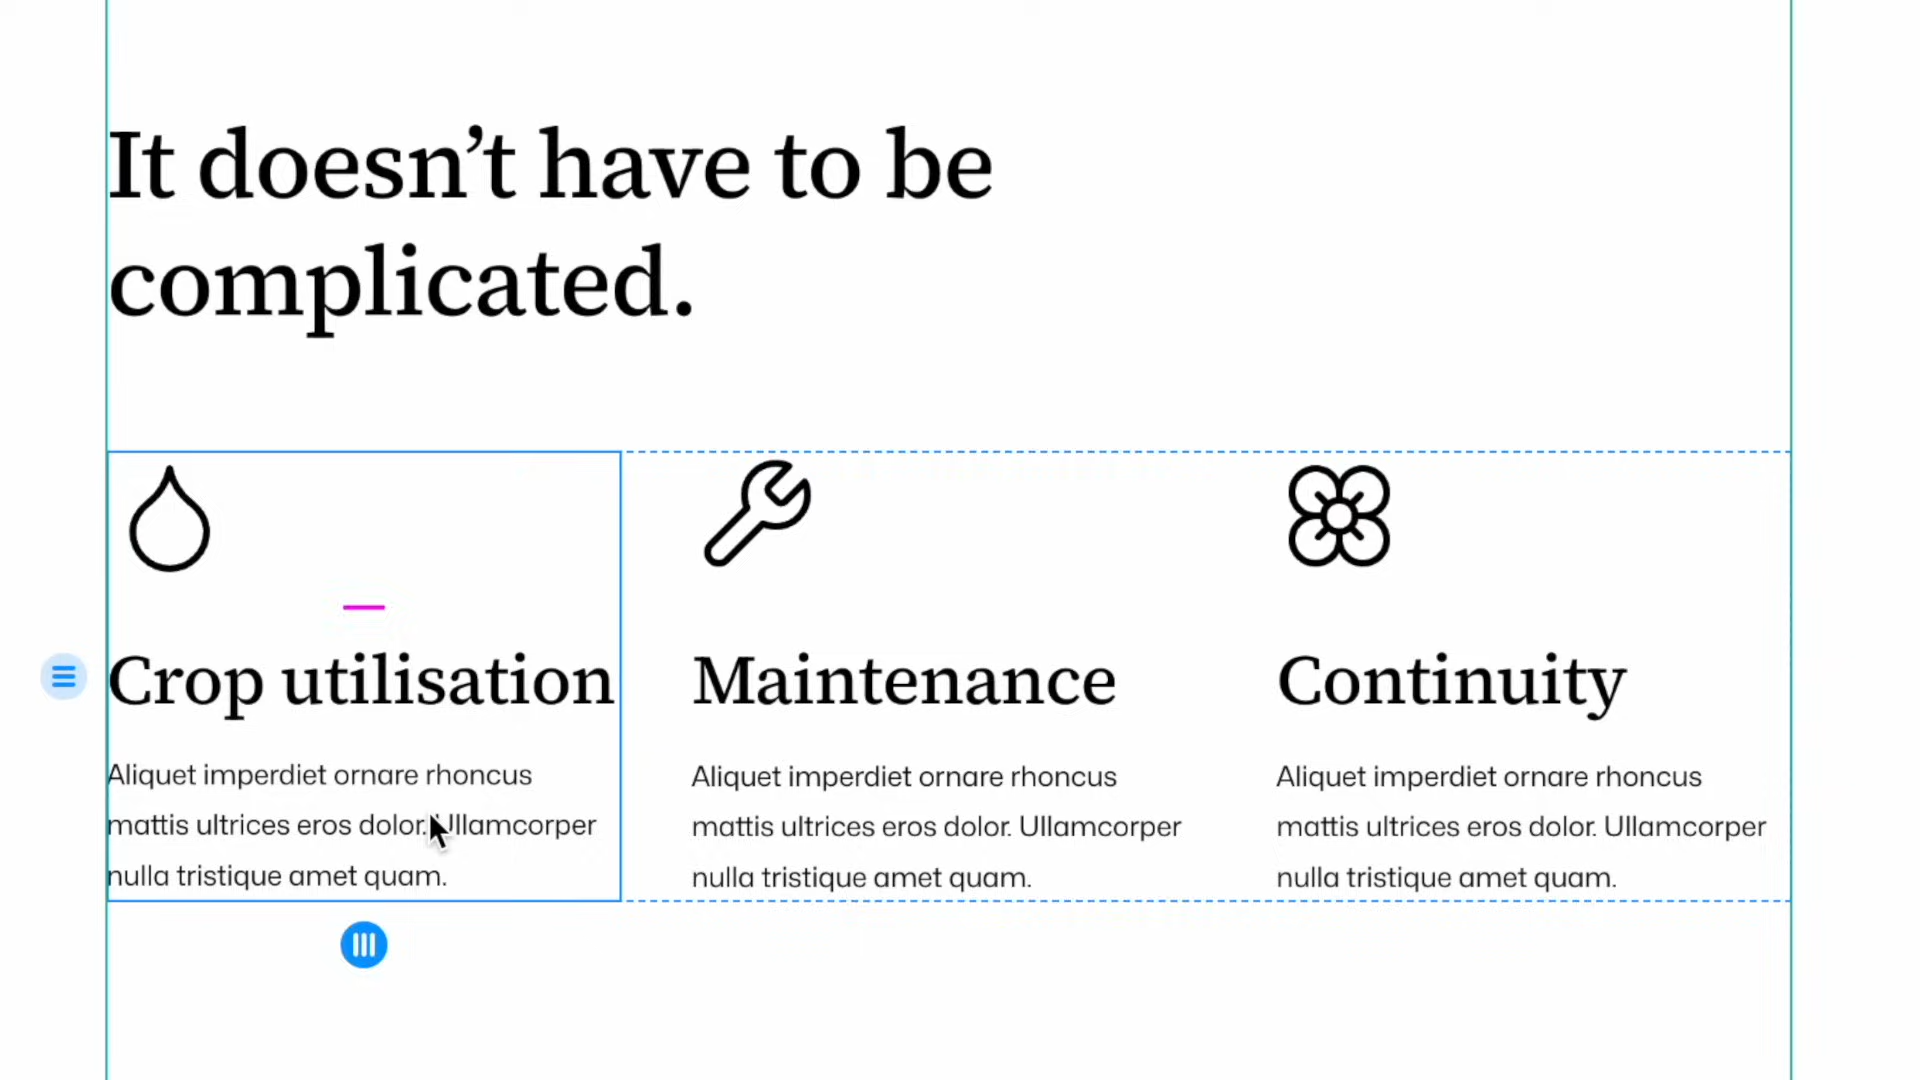 It doesn’t have to be
complicated.
Crop utilisation
Aliquet imperdiet ornare rhoncus
mattis ultrices eros dolor. Ullamcorper
nulla tristique amet quam.
Maintenance
Aliquet imperdiet ornare rhoncus
mattis ultrices eros dolor. Ullamcorper
nulla tristique amet quam.
Continuity
Aliquet imperdiet ornare rhoncus
mattis ultrices eros dolor. Ullamcorper
nulla tristique amet quam.